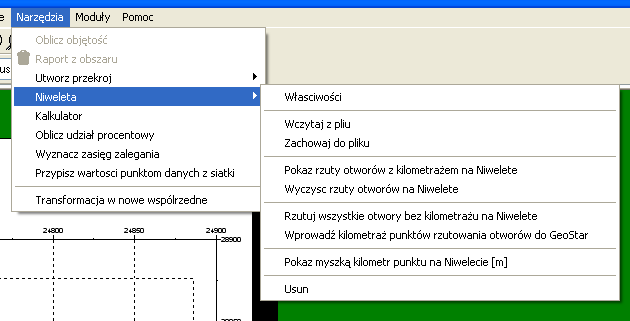 e Narzędzia Moduły Pomoc
Oblicz objętość
Raport z obszaru
us
Utworz przekroj
Niweleta
Kalkulator
Oblicz udział procentowy
Wyznacz zasięg zalegania
Przypisz wartosci punktom danych z siatki
Transformacja w nowe wspólrzedne
Własciwości
Wczytaj z pliu
Zachowaj do pliku
Pokaz rzuty otworów z kilometrażem na Niwelete
Wyczysc rzuty otworów na Niwelete
Rzutuj wszystkie otwory bez kilometrażu na Niwelete
Wprowadź kilometraż punktów rzutowania otworów do GeoStar
Pokaz myszką kilometr punktu na Niwelecie [m]
Usun
24800 24850 24900
28900